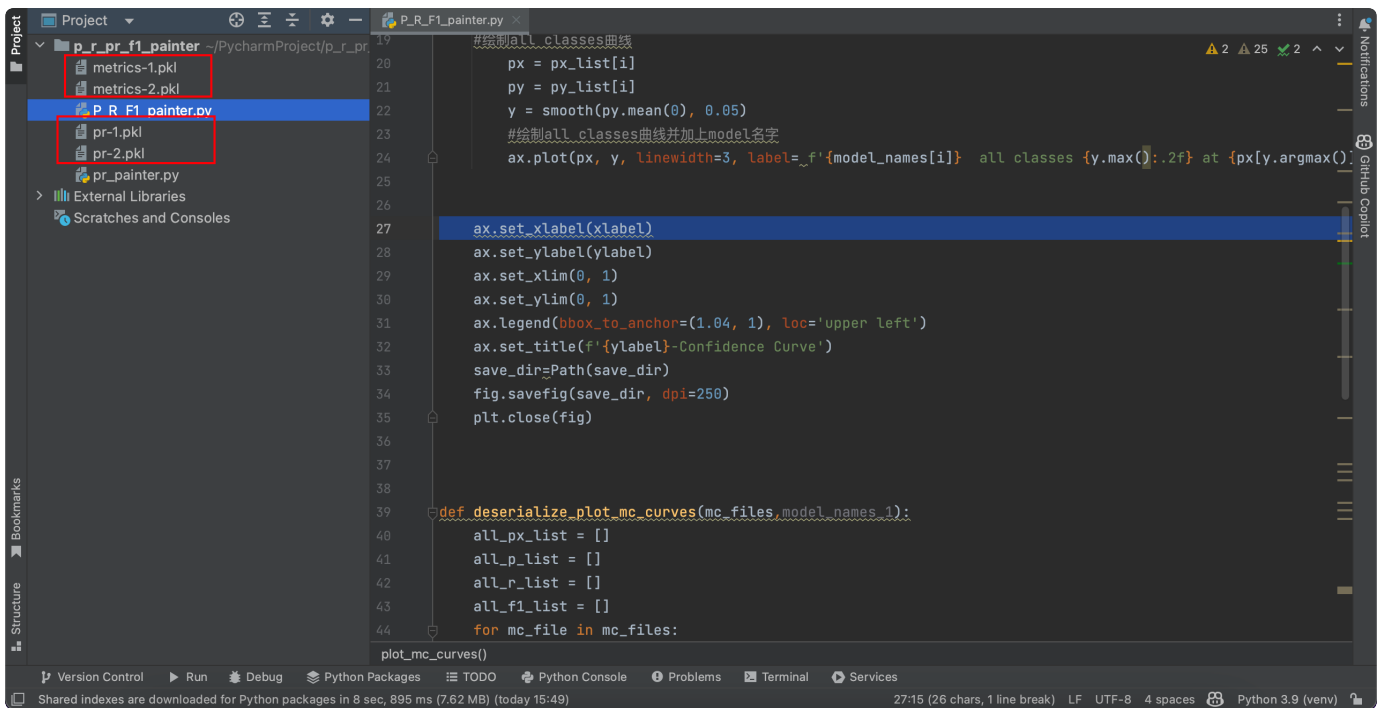 Project
P_R_F1_painter.py
Project
p_r_pr_f1_painter ~/PycharmProject/p_r_pr
metrics-1.pkl
metrics-2.pkl
P_R_F1_painter.py
pr-1.pkl
pr-2.pkl
pr_painter.py
External Libraries
Scratches and Consoles
2 25 2
19 #绘制all classes曲线
20 px = px_list[i]
21 py = py_list[i]
22 y = smooth(py.mean(0), 0.05)
23 #绘制all classes曲线并加上model名字
24 ax.plot(px, y, linewidth=3, label= f'{model_names[i]}  all classes {y.max():.2f} at {px[y.argmax()]
25
26
27 ax.set_xlabel(xlabel)
28 ax.set_ylabel(ylabel)
29 ax.set_xlim(0, 1)
30 ax.set_ylim(0, 1)
31 ax.legend(bbox_to_anchor=(1.04, 1), loc='upper left')
32 ax.set_title(f'{ylabel}-Confidence Curve')
33 save_dir=Path(save_dir)
34 fig.savefig(save_dir, dpi=250)
35 plt.close(fig)
36
37
38
39 def deserialize_plot_mc_curves(mc_files,model_names_1):
40 all_px_list = []
41 all_p_list = []
42 all_r_list = []
43 all_f1_list = []
44 for mc_file in mc_files:
plot_mc_curves()
Notifications
GitHub Copilot
Bookmarks
Structure
Version Control Run Debug Python Packages TODO Python Console Problems Terminal Services
Shared indexes are downloaded for Python packages in 8 sec, 895 ms (7.62 MB) (today 15:49) 27:15 (26 chars, 1 line break) LF UTF-8 4 spaces Python 3.9 (venv)